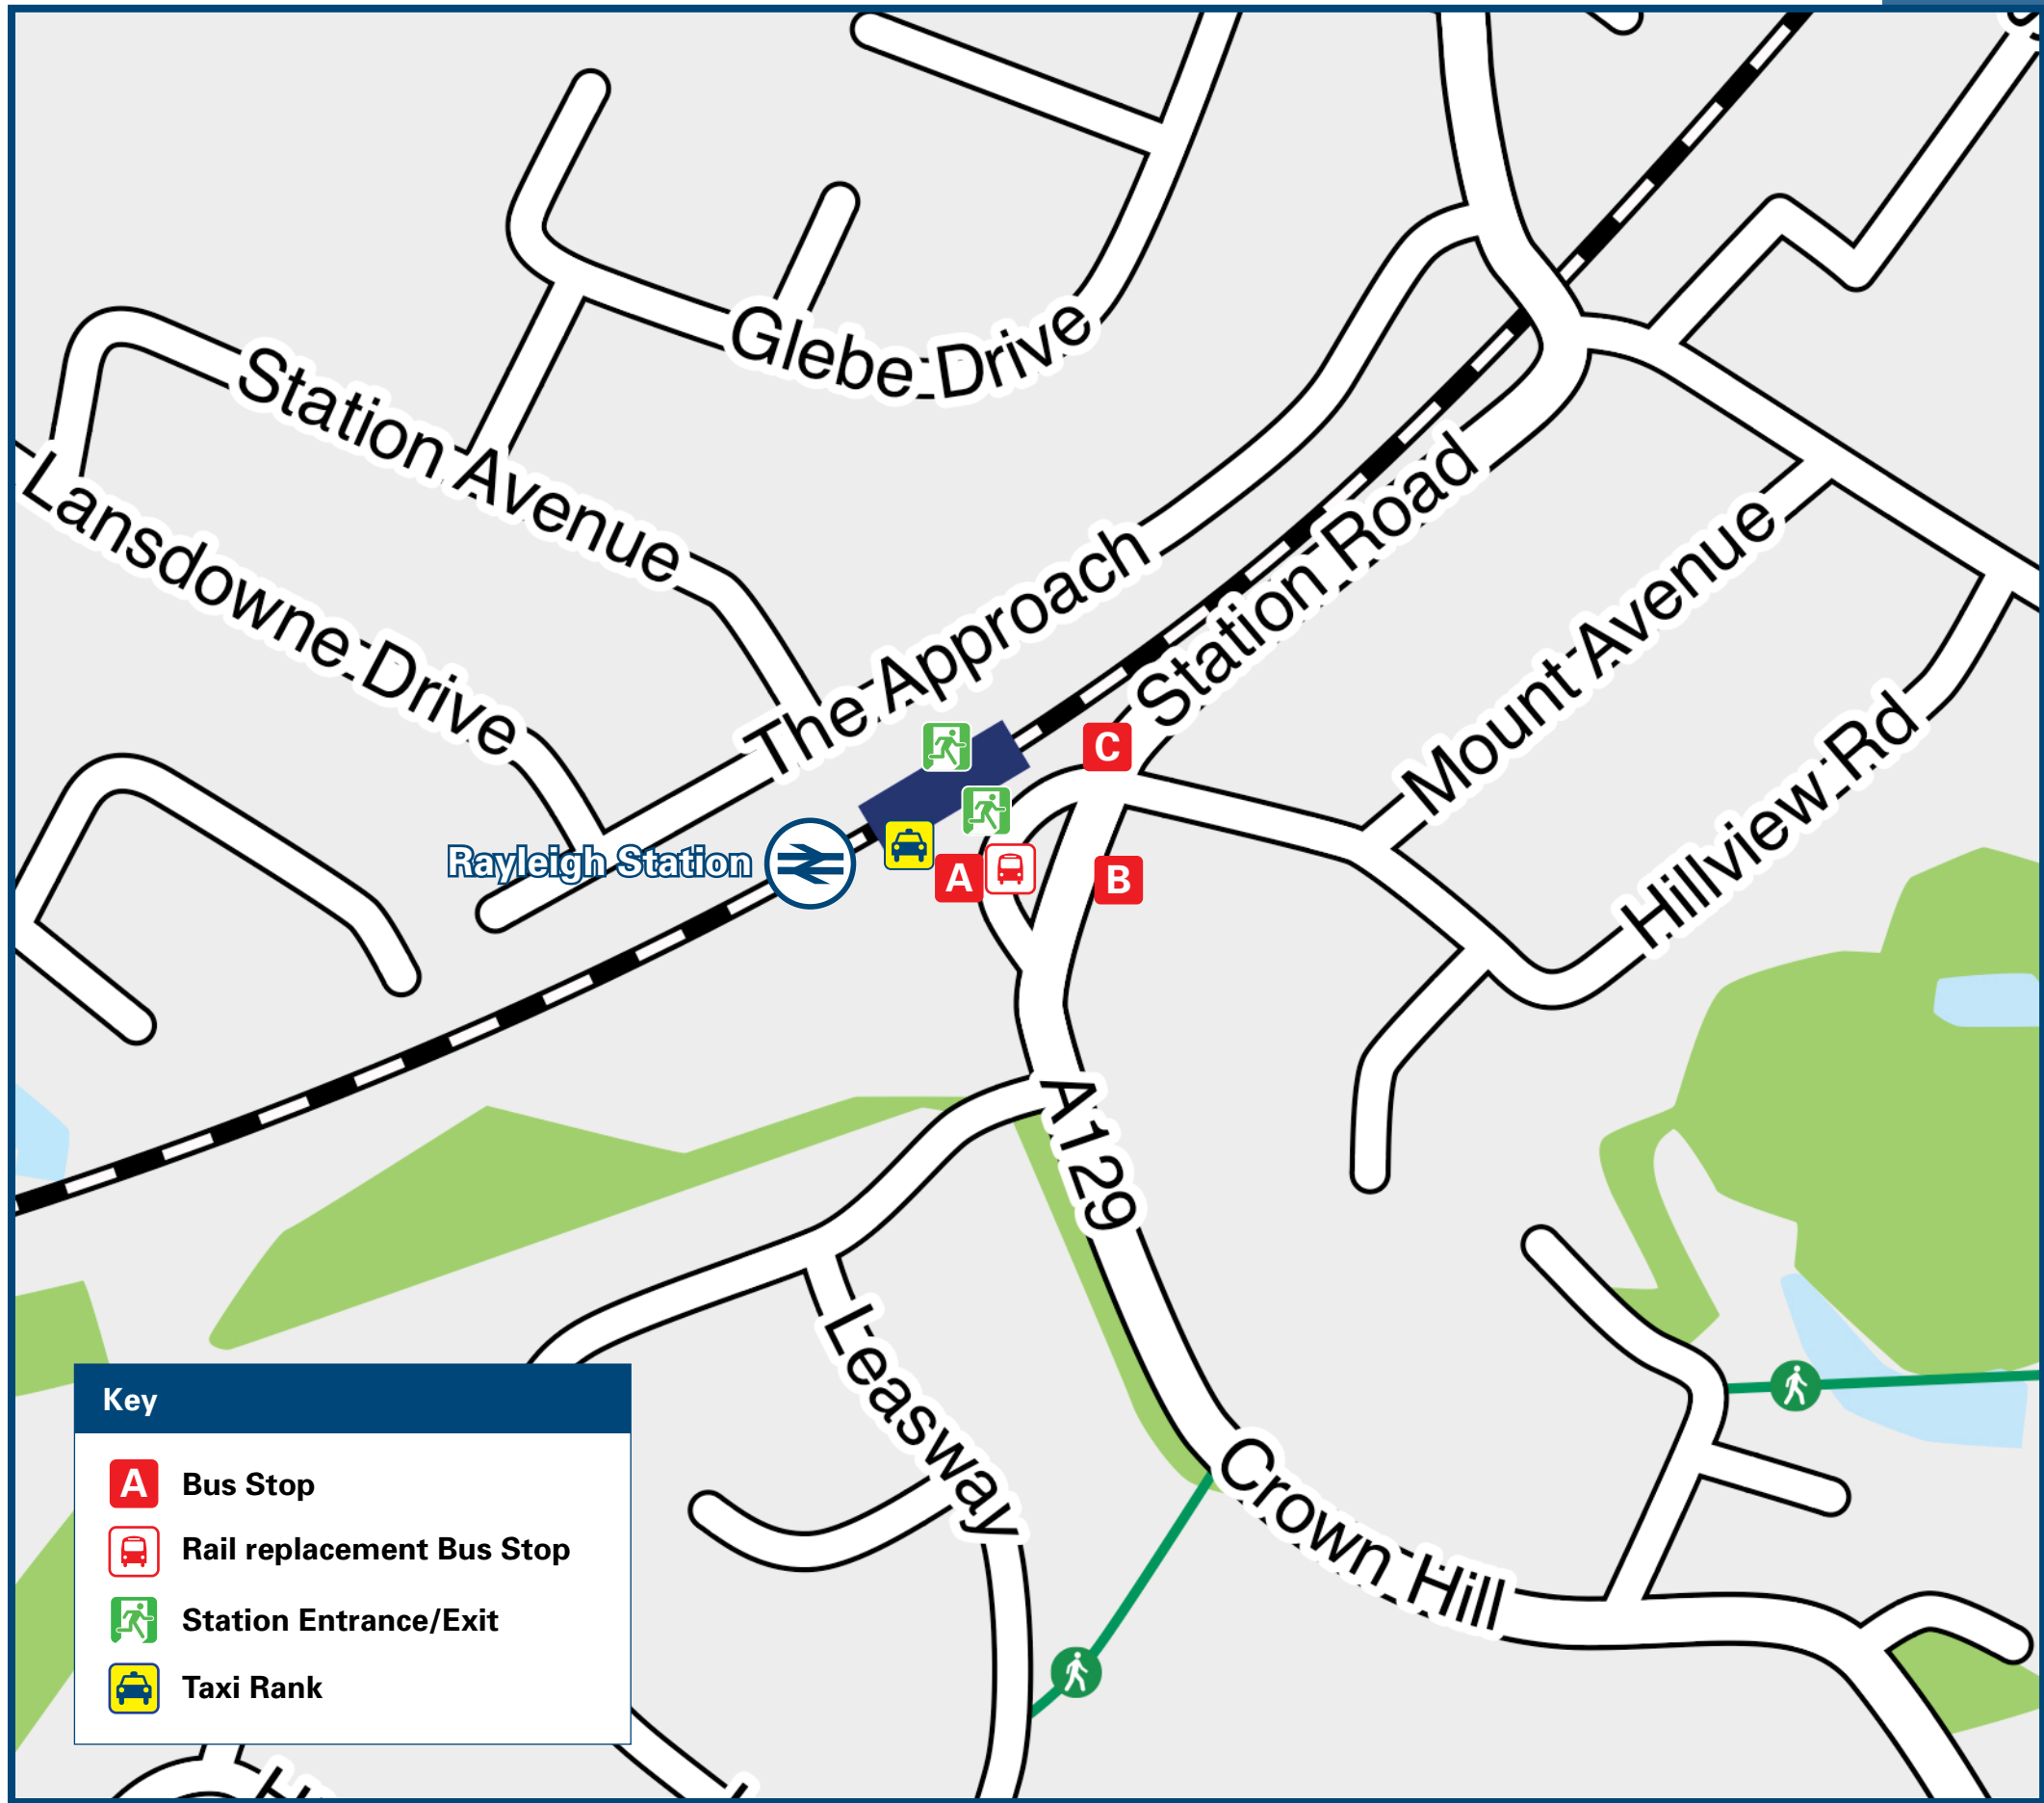 Glebe Drive
Station Avenue
Lansdowne Drive
The Approach
Station Road
Mount Avenue
Hillview Rd
C
Rayleigh Station
A
B
A129
Leasway
Crown Hill
Key
A Bus Stop
Rail replacement Bus Stop
Station Entrance/Exit
Taxi Rank